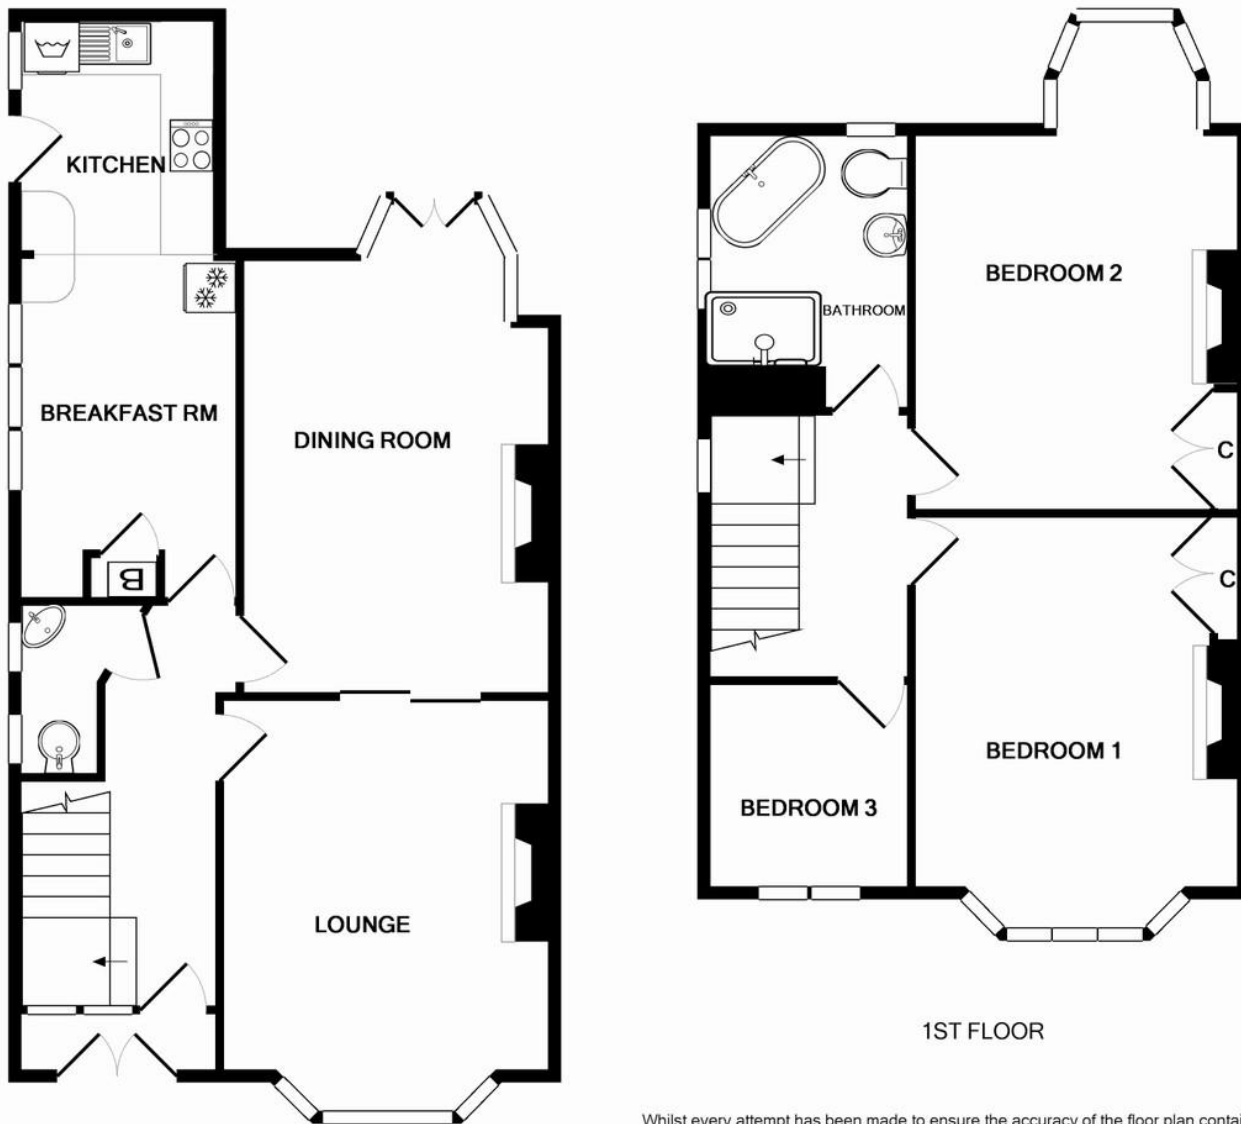 KITCHEN
BREAKFAST RM
B
DINING ROOM
LOUNGE
BATHROOM
BEDROOM 2
C
C
BEDROOM 1
BEDROOM 3
1ST FLOOR
Whilst every attempt has been made to ensure the accuracy of the floor plan contai